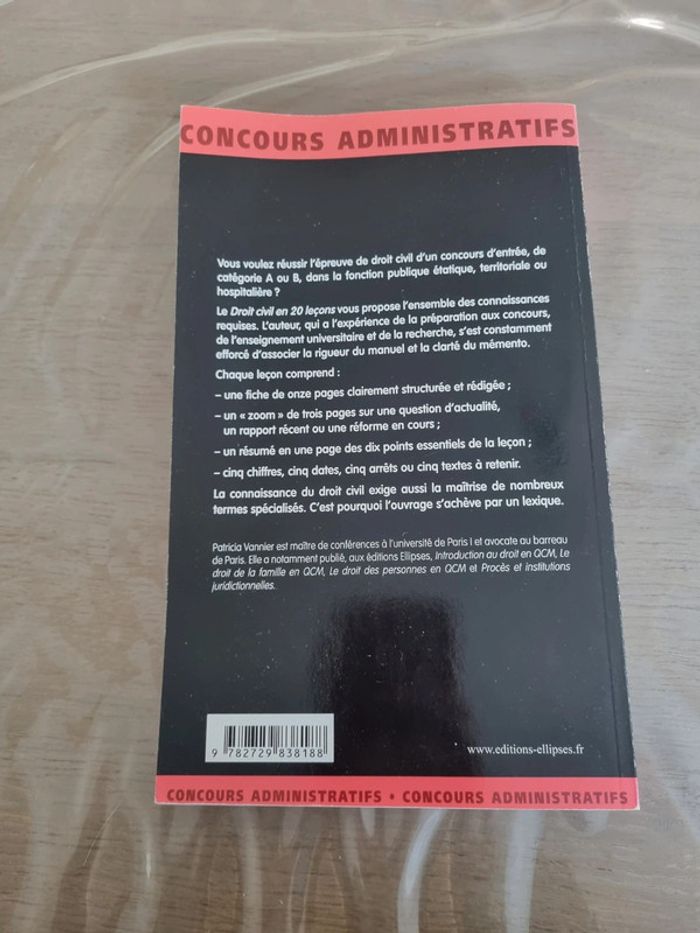 CONCOURS ADMINISTRATIFS
Vous voulez réussir l'épreuve de droit civil d'un concours d'entrée, de
catégorie A ou B, dans la fonction publique étatique, territoriale ou
hospitalière ?
Le Droit civil en 20 leçons vous propose l'ensemble des connaissances
requises. L'auteur, qui a l'expérience de la préparation aux concours,
de l'enseignement universitaire et de la recherche, s'est constamment
efforcé d'associer la rigueur du manuel et la clarté du mémento.
Chaque leçon comprend :
– une fiche de onze pages clairement structurée et rédigée ;
– un « zoom » de trois pages sur une question d'actualité,
un rapport récent ou une réforme en cours ;
– un résumé en une page des dix points essentiels de la leçon ;
– cinq chiffres, cinq dates, cinq arrêts ou cinq textes à retenir.
La connaissance du droit civil exige aussi la maîtrise de nombreux
termes spécialisés. C'est pourquoi l'ouvrage s'achève par un lexique.
Patricia Vannier est maître de conférences à l'université de Paris I et avocate au barreau
de Paris. Elle a notamment publié, aux éditions Ellipses, Introduction au droit en QCM, Le
droit de la famille en QCM, Le droit des personnes en QCM et Procès et institutions
juridictionnelles.
9 782729 838188
www.editions-ellipses.fr
CONCOURS ADMINISTRATIFS • CONCOURS ADMINISTRATIFS